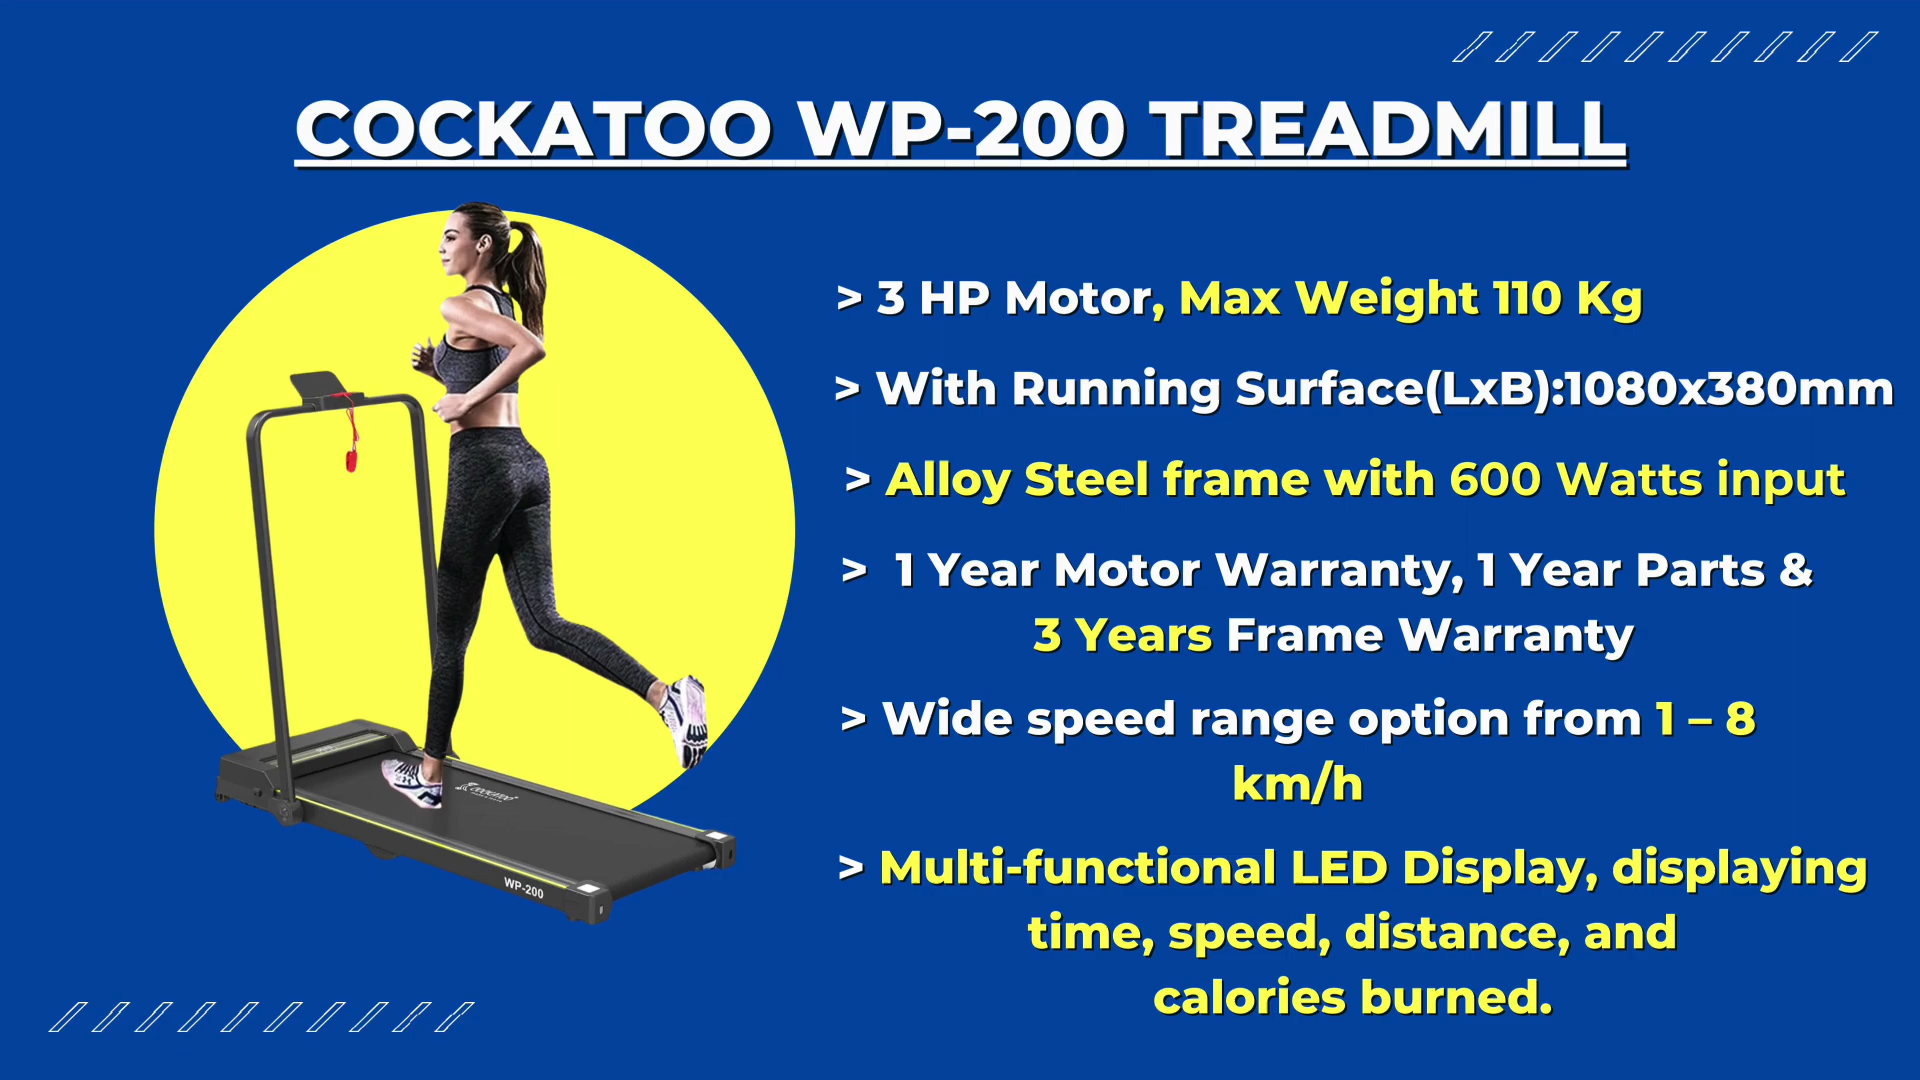 COCKATOO WP-200 TREADMILL
> 3 HP Motor, Max Weight 110 Kg
> With Running Surface(LxB):1080x380mm
> Alloy Steel frame with 600 Watts input
> 1 Year Motor Warranty, 1 Year Parts &
3 Years Frame Warranty
> Wide speed range option from 1 – 8
km/h
> Multi-functional LED Display, displaying
time, speed, distance, and
calories burned.
COCKATOO
WP-200